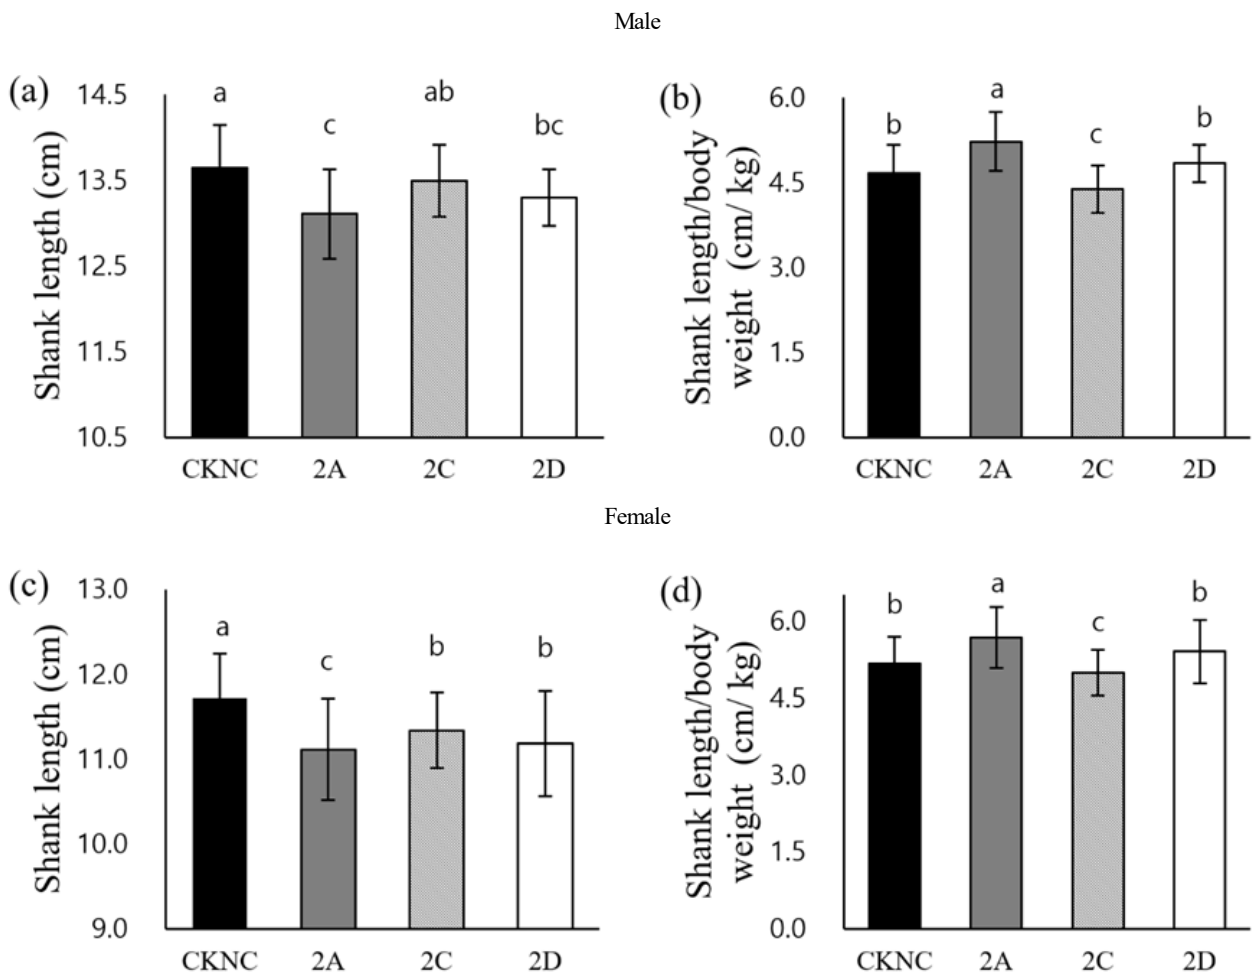 Male
(a)
Shank length (cm)
14.5
13.5
12.5
11.5
10.5
a
c
ab
bc
CKNC
2A
2C
2D
(b)
Shank length/body
weight (cm/ kg)
6.0
4.5
3.0
1.5
0.0
b
a
c
b
CKNC
2A
2C
2D
Female
(c)
Shank length (cm)
13.0
12.0
11.0
10.0
9.0
a
c
b
b
CKNC
2A
2C
2D
(d)
Shank length/body
weight (cm/ kg)
6.0
4.5
3.0
1.5
0.0
b
a
c
b
CKNC
2A
2C
2D